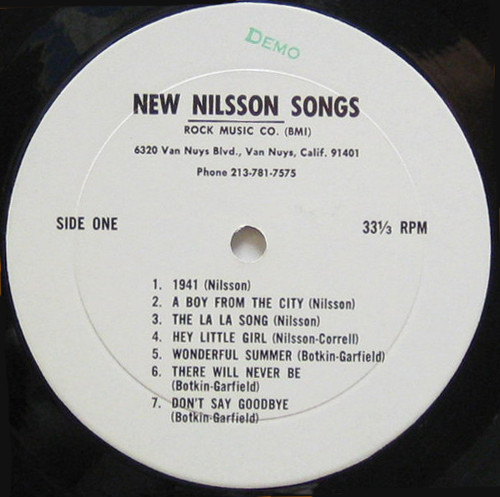 DEMO
NEW NILSSON SONGS
ROCK MUSIC CO. (BMI)
6320 Van Nuys Blvd., Van Nuys, Calif. 91401
Phone 213-781-7575
SIDE ONE
33⅓ RPM
1. 1941 (Nilsson)
2. A BOY FROM THE CITY (Nilsson)
3. THE LA LA SONG (Nilsson)
4. HEY LITTLE GIRL (Nilsson-Correll)
5. WONDERFUL SUMMER (Botkin-Garfield)
6. THERE WILL NEVER BE
(Botkin-Garfield)
7. DON'T SAY GOODBYE
(Botkin-Garfield)